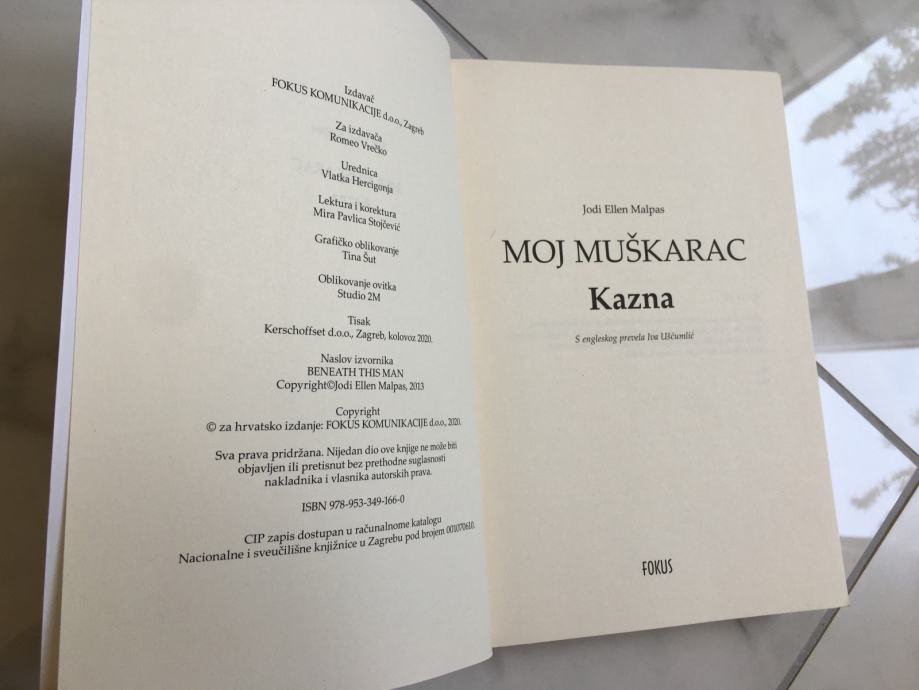 Izdavač
FOKUS KOMUNIKACIJE d.o.o., Zagreb
Za izdavača
Romeo Vrečko
Urednica
Vlatka Hercigonja
Lektura i korektura
Mira Pavlica Stojčević
Grafičko oblikovanje
Tina Šut
Oblikovanje ovitka
Studio 2M
Tisak
Kerschoffset d.o.o., Zagreb, kolovoz 2020.
Naslov izvornika
BENEATH THIS MAN
Copyright©Jodi Ellen Malpas, 2013
Copyright
© za hrvatsko izdanje: FOKUS KOMUNIKACIJE d.o.o., 2020.
Sva prava pridržana. Nijedan dio ove knjige ne može biti
objavljen ili pretisnut bez prethodne suglasnosti
nakladnika i vlasnika autorskih prava.
ISBN 978-953-349-166-0
CIP zapis dostupan u računalnome katalogu
Nacionalne i sveučilišne knjižnice u Zagrebu pod brojem 001070610.
Jodi Ellen Malpas
MOJ MUŠKARAC
Kazna
S engleskog prevela Iva Ušćumlić
FOKUS